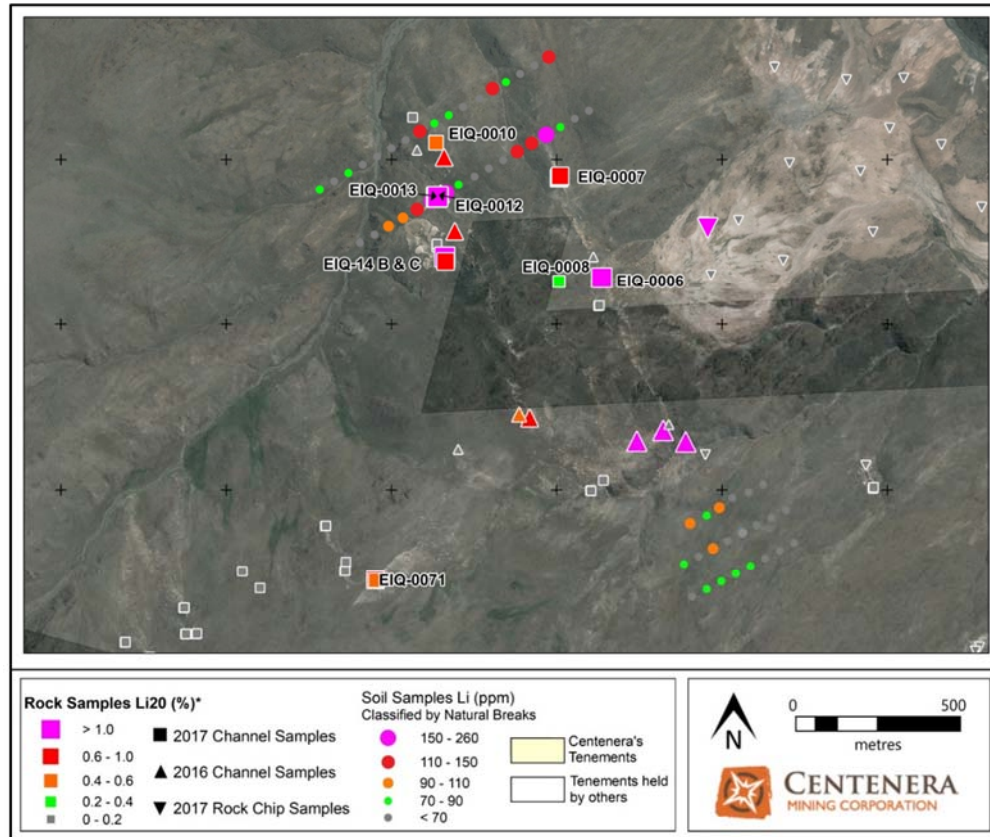 EIQ-0010
EIQ-0007
EIQ-0013
EIQ-0012
EIQ-14 B & C
EIQ-0008
EIQ-0006
EIQ-0071
Rock Samples Li20 (%)*
> 1.0
0.6 - 1.0
0.4 - 0.6
0.2 - 0.4
0 - 0.2
2017 Channel Samples
2016 Channel Samples
2017 Rock Chip Samples
Soil Samples Li (ppm)
Classified by Natural Breaks
150 - 260
110 - 150
90 - 110
70 - 90
< 70
Centenera's
Tenements
Tenements held
by others
N
0 500
metres
CENTENERA
MINING CORPORATION